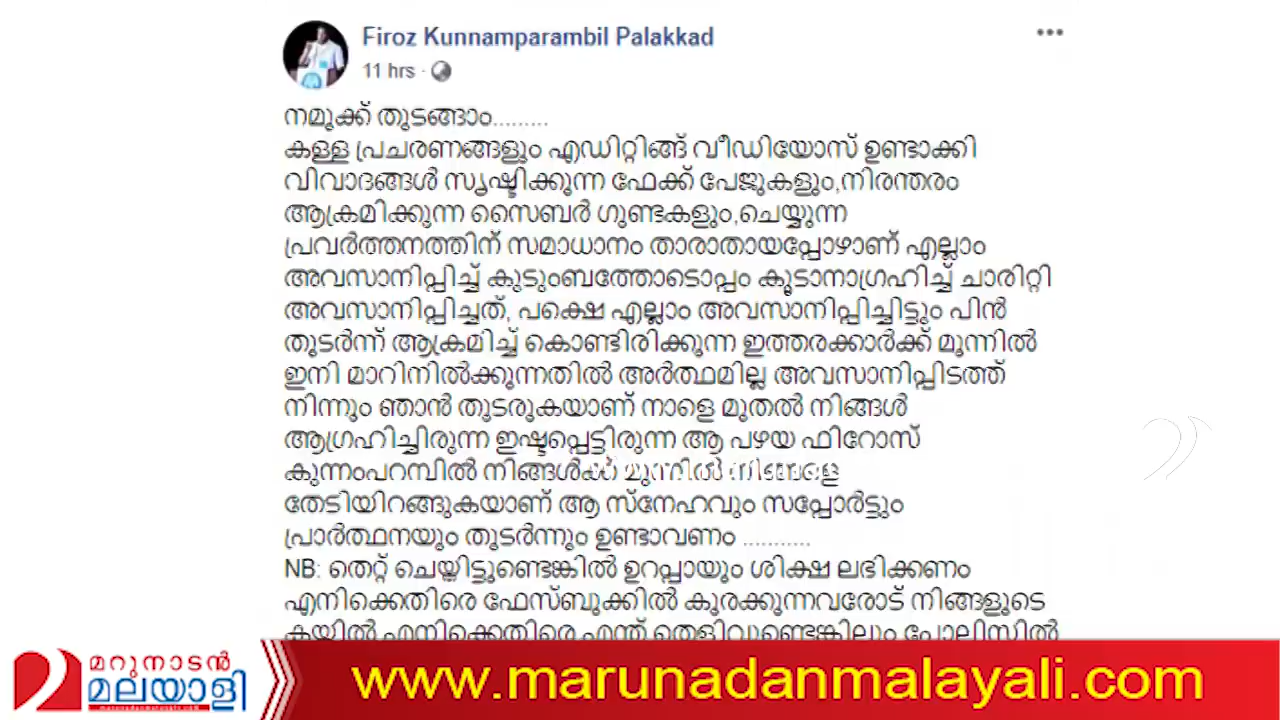 Firoz Kunnamparambil Palakkad
11 hrs ·
നമുക്ക് തുടങ്ങാം.........
കള്ള പ്രചരണങ്ങളും എഡിറ്റിങ്ങ് വീഡിയോസ് ഉണ്ടാക്കി
വിവാദങ്ങൾ സൃഷ്ടിക്കുന്ന ഫേക്ക് പേജുകളും,നിരന്തരം
ആക്രമിക്കുന്ന സൈബർ ഗുണ്ടകളും,ചെയ്യുന്ന
പ്രവർത്തനത്തിന് സമാധാനം താരാതായപ്പോഴാണ് എല്ലാം
അവസാനിപ്പിച്ച് കുടുംബത്തോടൊപ്പം കൂടാനാഗ്രഹിച്ച് ചാരിറ്റി
അവസാനിപ്പിച്ചത്, പക്ഷെ എല്ലാം അവസാനിപ്പിച്ചിട്ടും പിൻ
തുടർന്ന് ആക്രമിച്ച് കൊണ്ടിരിക്കുന്ന ഇത്തരക്കാർക്ക് മുന്നിൽ
ഇനി മാറിനിൽക്കുന്നതിൽ അർത്ഥമില്ല അവസാനിപ്പിടത്ത്
നിന്നും ഞാൻ തുടരുകയാണ് നാളെ മുതൽ നിങ്ങൾ
ആഗ്രഹിച്ചിരുന്ന ഇഷ്ടപ്പെട്ടിരുന്ന ആ പഴയ ഫിറോസ്
കുന്നംപറമ്പിൽ നിങ്ങൾക്ക് മുന്നിൽ നിങ്ങളെ
തേടിയിറങ്ങുകയാണ് ആ സ്നേഹവും സപ്പോർട്ടും
പ്രാർത്ഥനയും തുടർന്നും ഉണ്ടാവണം ...........
NB: തെറ്റ് ചെയ്തിട്ടുണ്ടെങ്കിൽ ഉറപ്പായും ശിക്ഷ ലഭിക്കണം
എനിക്കെതിരെ ഫേസ്ബുക്കിൽ കുരക്കുന്നവരോട് നിങ്ങളുടെ
കയിൽ എനിക്കെതിരെ എന്ത് തെളിവുണ്ടെങ്കിലും പോലിസിൽ
മറുനാടൻ
മലയാളി
www.marunadanmalayali.com